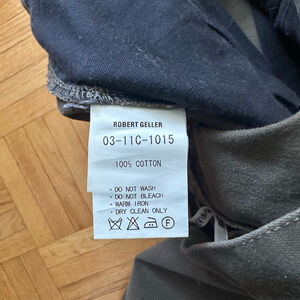 ROBERT GELLER
03-11C-1015
100% COTTON
• DO NOT WASH
• DO NOT BLEACH
• WARM IRON
• DRY CLEAN ONLY
F